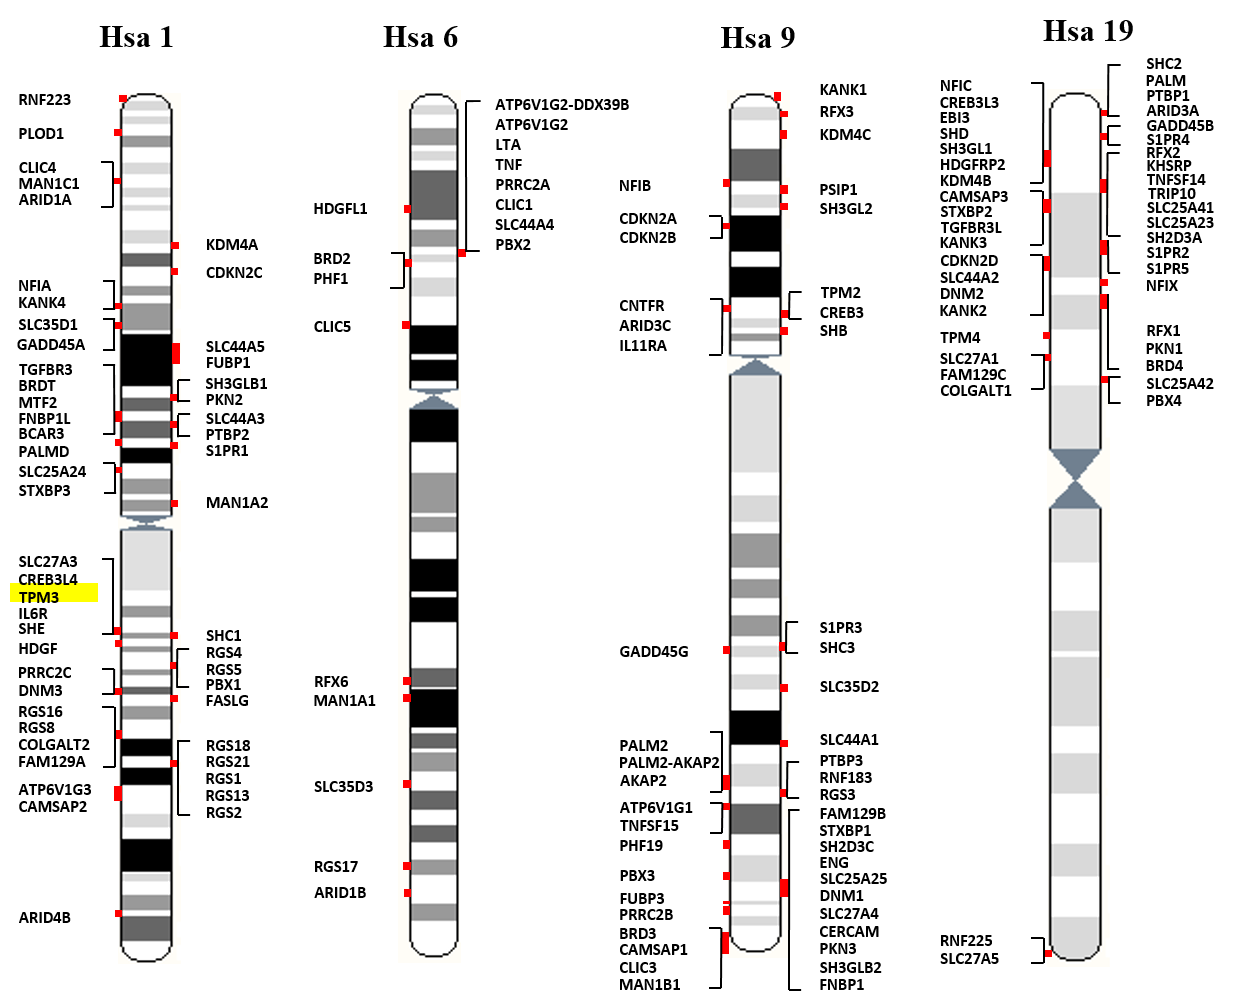 Hsa 1
RNF223
PLOD1
CLIC4
MAN1C1
ARID1A
NFIA
KANK4
SLC35D1
GADD45A
TGFBR3
BRDT
MTF2
FNBP1L
BCAR3
PALMD
SLC25A24
STXBP3
SLC27A3
CREB3L4
TPM3
IL6R
SHE
HDGF
PRRC2C
DNM3
RGS16
RGS8
COLGALT2
FAM129A
ATP6V1G3
CAMSAP2
ARID4B
KDM4A
CDKN2C
SLC44A5
FUBP1
SH3GLB1
PKN2
SLC44A3
PTBP2
S1PR1
MAN1A2
SHC1
RGS4
RGS5
PBX1
FASLG
RGS18
RGS21
RGS1
RGS13
RGS2
Hsa 6
HDGFL1
BRD2
PHF1
CLIC5
RFX6
MAN1A1
SLC35D3
RGS17
ARID1B
ATP6V1G2-DDX39B
ATP6V1G2
LTA
TNF
PRRC2A
CLIC1
SLC44A4
PBX2
Hsa 9
NFIB
CDKN2A
CDKN2B
CNTFR
ARID3C
IL11RA
GADD45G
PALM2
PALM2-AKAP2
AKAP2
ATP6V1G1
TNFSF15
PHF19
PBX3
FUBP3
PRRC2B
BRD3
CAMSAP1
CLIC3
MAN1B1
KANK1
RFX3
KDM4C
PSIP1
SH3GL2
TPM2
CREB3
SHB
S1PR3
SHC3
SLC35D2
SLC44A1
PTBP3
RNF183
RGS3
FAM129B
STXBP1
SH2D3C
ENG
SLC25A25
DNM1
SLC27A4
CERCAM
PKN3
SH3GLB2
FNBP1
Hsa 19
NFIC
CREB3L3
EBI3
SHD
SH3GL1
HDGFRP2
KDM4B
CAMSAP3
STXBP2
TGFBR3L
KANK3
CDKN2D
SLC44A2
DNM2
KANK2
TPM4
SLC27A1
FAM129C
COLGALT1
RNF225
SLC27A5
SHC2
PALM
PTBP1
ARID3A
GADD45B
S1PR4
RFX2
KHSRP
TNFSF14
TRIP10
SLC25A41
SLC25A23
SH2D3A
S1PR2
S1PR5
NFIX
RFX1
PKN1
BRD4
SLC25A42
PBX4